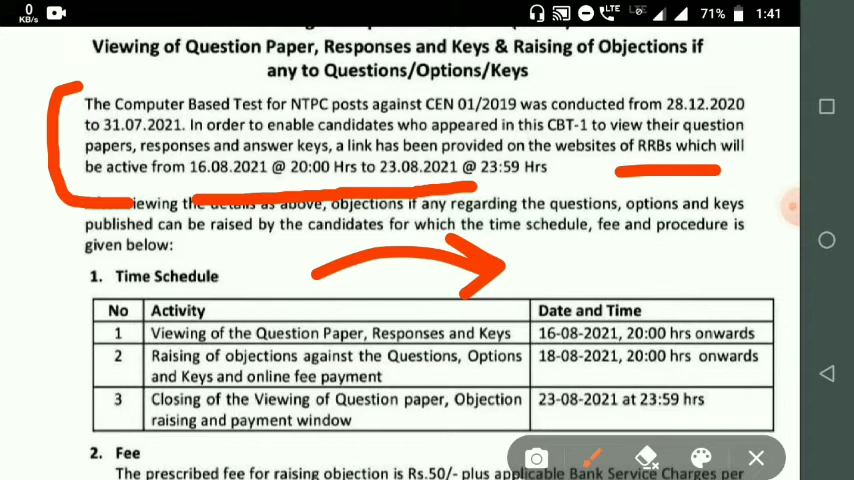 0
KB/s
LTE
71%
1:41
Viewing of Question Paper, Responses and Keys & Raising of Objections if
any to Questions/Options/Keys
The Computer Based Test for NTPC posts against CEN 01/2019 was conducted from 28.12.2020
to 31.07.2021. In order to enable candidates who appeared in this CBT-1 to view their question
papers, responses and answer keys, a link has been provided on the websites of RRBs which will
be active from 16.08.2021 @ 20:00 Hrs to 23.08.2021 @ 23:59 Hrs
viewing the details as above, objections if any regarding the questions, options and keys
published can be raised by the candidates for which the time schedule, fee and procedure is
given below:
1. Time Schedule
No Activity Date and Time
1 Viewing of the Question Paper, Responses and Keys 16-08-2021, 20:00 hrs onwards
2 Raising of objections against the Questions, Options 18-08-2021, 20:00 hrs onwards
and Keys and online fee payment
3 Closing of the Viewing of Question paper, Objection 23-08-2021 at 23:59 hrs
raising and payment window
2. Fee
The prescribed fee for raising objection is Rs.50/- plus applicable Bank Service Charges per